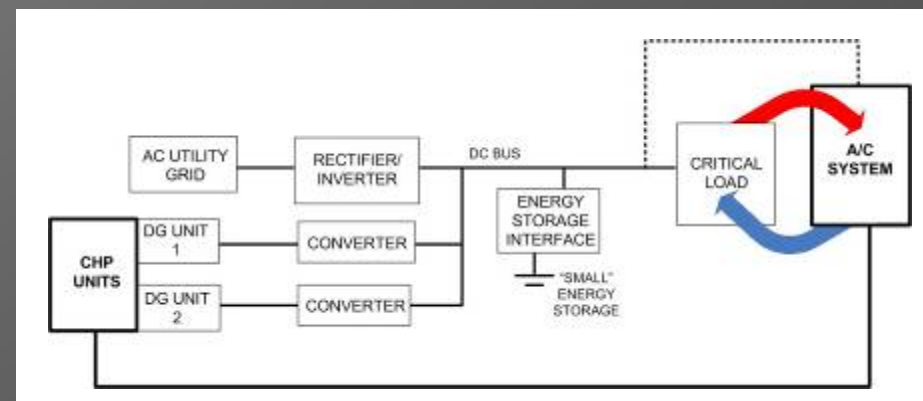 AC UTILITY
GRID
RECTIFIER/
INVERTER
DC BUS
CRITICAL
LOAD
A/C
SYSTEM
ENERGY
STORAGE
INTERFACE
"SMALL"
ENERGY
STORAGE
CHP
UNITS
DG UNIT
1
CONVERTER
DG UNIT
2
CONVERTER